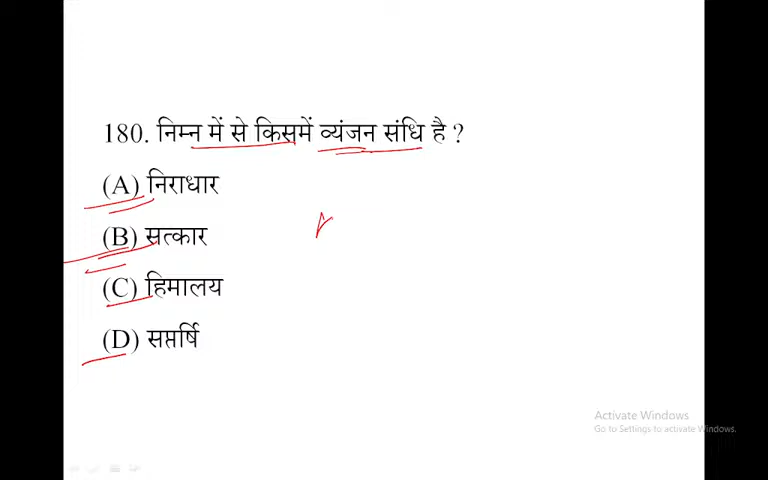 180. निम्न में से किसमें व्यंजन संधि है ?
(A) निराधार
(B) सत्कार
(C) हिमालय
(D) सप्तर्षि
Activate Windows
Go to Settings to activate Windows.